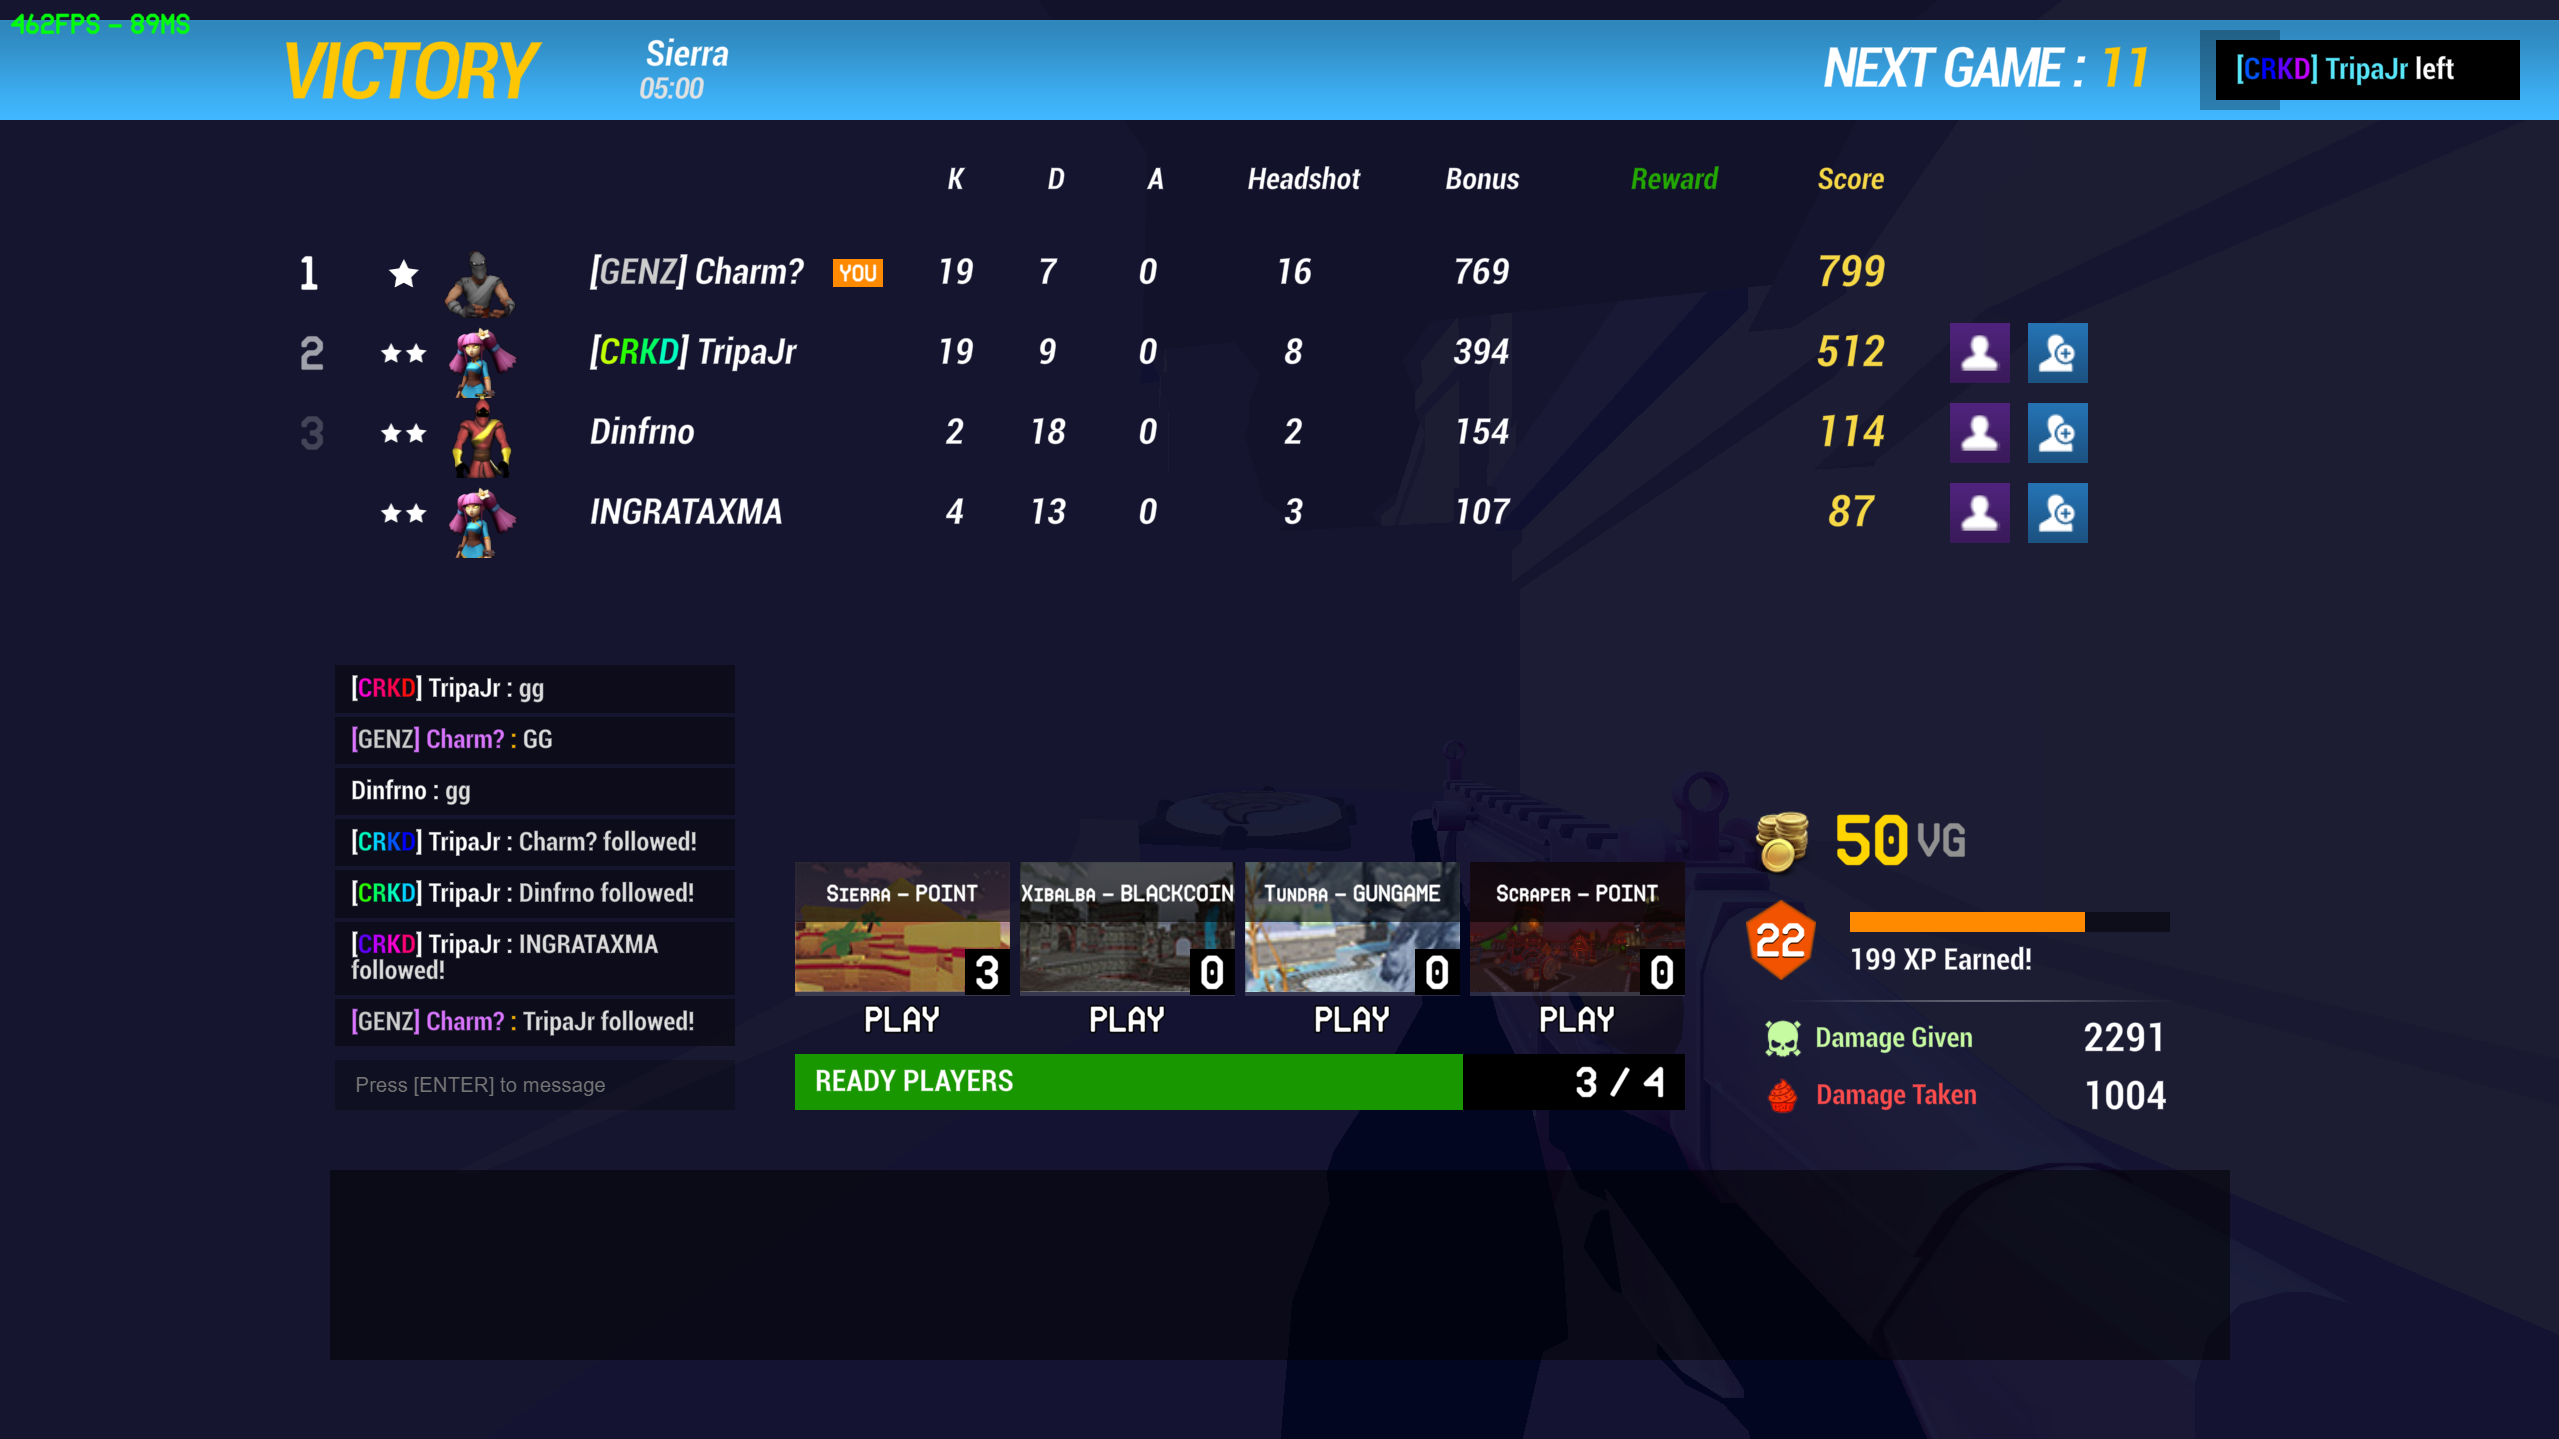 462FPS - 89MS
VICTORY
Sierra
05:00
NEXT GAME : 11
[CRKD] TripaJr left
K D A Headshot Bonus Reward Score
1 [GENZ] Charm? YOU 19 7 0 16 769 799
2 [CRKD] TripaJr 19 9 0 8 394 512
3 Dinfrno 2 18 0 2 154 114
INGRATAXMA 4 13 0 3 107 87
[CRKD] TripaJr : gg
[GENZ] Charm? : GG
Dinfrno : gg
[CRKD] TripaJr : Charm? followed!
[CRKD] TripaJr : Dinfrno followed!
[CRKD] TripaJr : INGRATAXMA
followed!
[GENZ] Charm? : TripaJr followed!
Press [ENTER] to message
Sierra - POINT
3
PLAY
Xibalba - BLACKCOIN
0
PLAY
Tundra - GUNGAME
0
PLAY
Scraper - POINT
0
PLAY
READY PLAYERS 3 / 4
50 VG
22
199 XP Earned!
Damage Given 2291
Damage Taken 1004